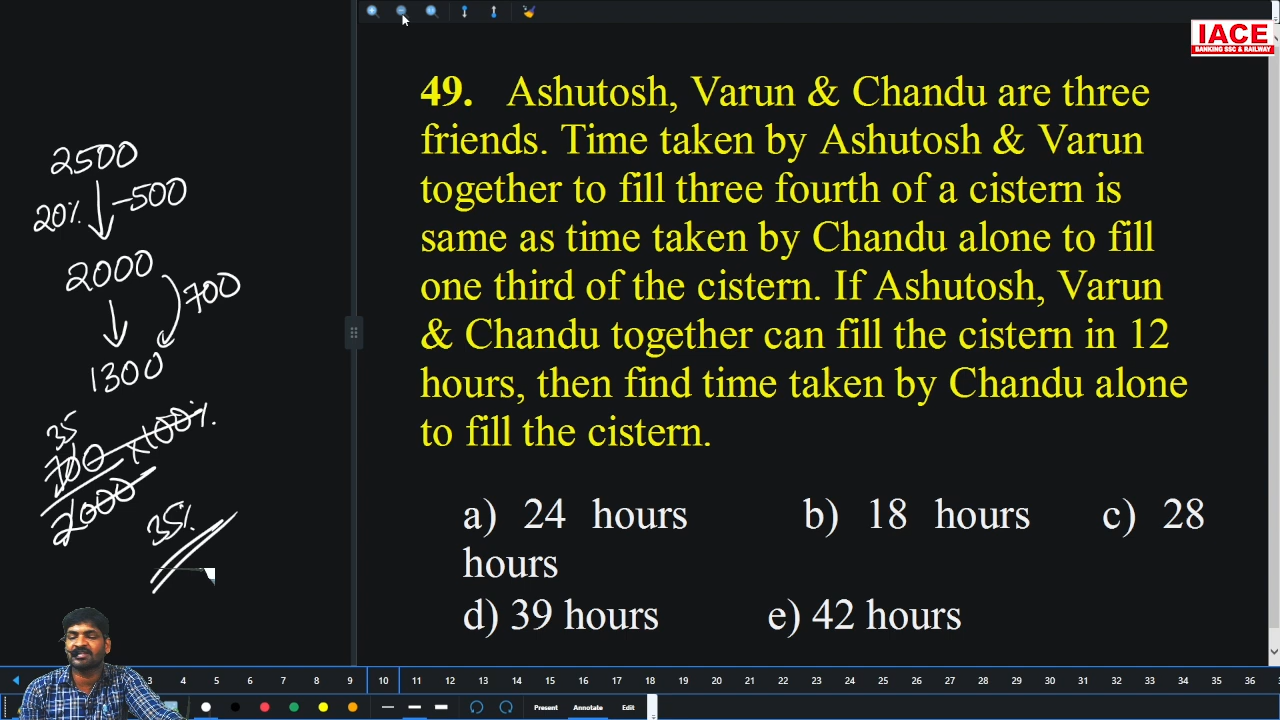 IACE
BANKING SSC & RAILWAY
49. Ashutosh, Varun & Chandu are three
friends. Time taken by Ashutosh & Varun
together to fill three fourth of a cistern is
same as time taken by Chandu alone to fill
one third of the cistern. If Ashutosh, Varun
& Chandu together can fill the cistern in 12
hours, then find time taken by Chandu alone
to fill the cistern.
a) 24 hours b) 18 hours c) 28
hours
d) 39 hours e) 42 hours
2500
20% -500
2000
700
1300
35
700 x100%
2000
35%
3 4 5 6 7 8 9 10 11 12 13 14 15 16 17 18 19 20 21 22 23 24 25 26 27 28 29 30 31 32 33 34 35 36
Present Annotate Edit